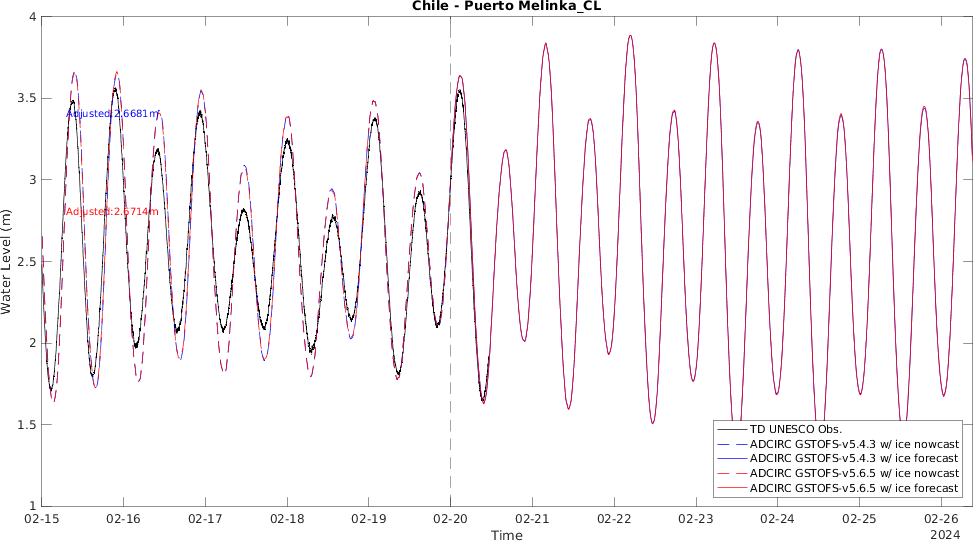 Chile - Puerto Melinka_CL
Water Level (m)
4
3.5
3
2.5
2
1.5
1
Adjusted:2.6681m
Adjusted:2.6714m
TD UNESCO Obs.
ADCIRC GSTOFS-v5.4.3 w/ ice nowcast
ADCIRC GSTOFS-v5.4.3 w/ ice forecast
ADCIRC GSTOFS-v5.6.5 w/ ice nowcast
ADCIRC GSTOFS-v5.6.5 w/ ice forecast
02-15 02-16 02-17 02-18 02-19 02-20 02-21 02-22 02-23 02-24 02-25 02-26
2024
Time